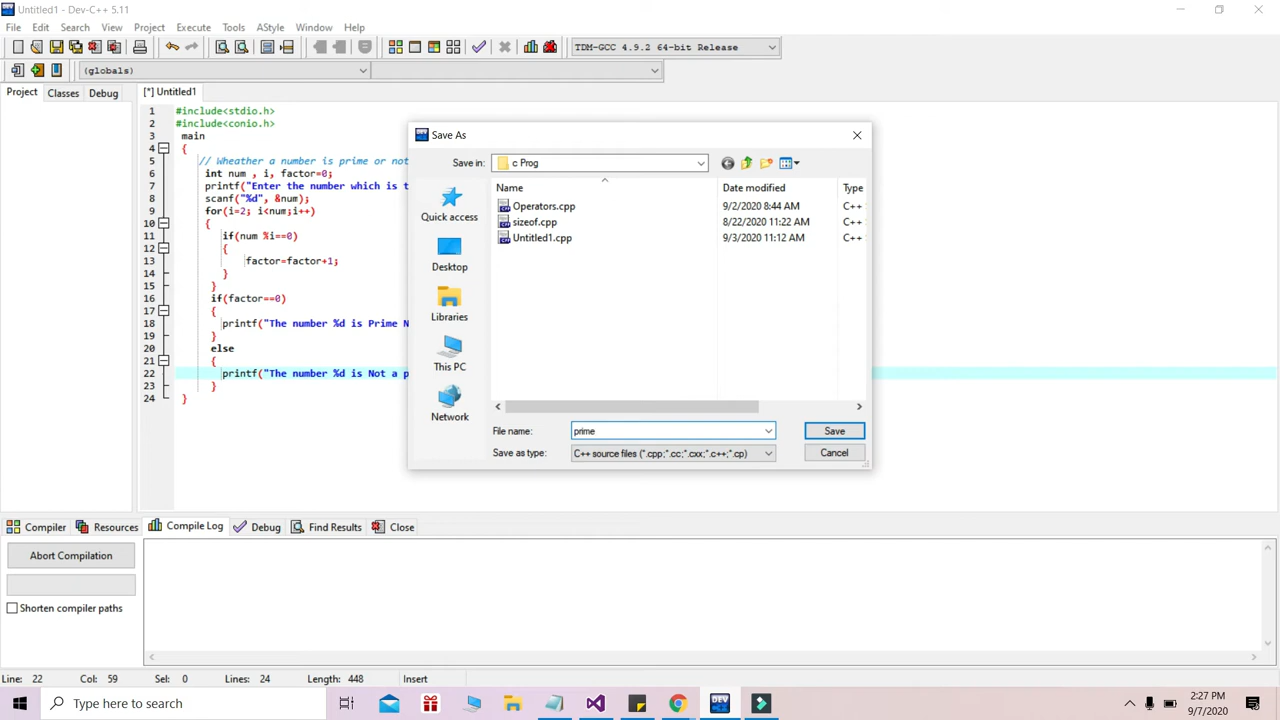 Untitled1 - Dev-C++ 5.11
File Edit Search View Project Execute Tools AStyle Window Help
TDM-GCC 4.9.2 64-bit Release
(globals)
Project Classes Debug [*] Untitled1
1 #include<stdio.h>
2 #include<conio.h>
3 main
4 {
5 // Wheather a number is prime or not
6 int num , i, factor=0;
7 printf("Enter the number which is t
8 scanf("%d", &num);
9 for(i=2; i<num;i++)
10 {
11 if(num %i==0)
12 {
13 factor=factor+1;
14 }
15 }
16 if(factor==0)
17 {
18 printf("The number %d is Prime N
19 }
20 else
21 {
22 printf("The number %d is Not a p
23 }
24 }
Save As
Save in: c Prog
Name Date modified Type
Operators.cpp 9/2/2020 8:44 AM C++
sizeof.cpp 8/22/2020 11:22 AM C++
Untitled1.cpp 9/3/2020 11:12 AM C++
Quick access
Desktop
Libraries
This PC
Network
File name: prime Save
Save as type: C++ source files (*.cpp;*.cc;*.cxx;*.c++;*.cp) Cancel
Compiler Resources Compile Log Debug Find Results Close
Abort Compilation
Shorten compiler paths
Line: 22 Col: 59 Sel: 0 Lines: 24 Length: 448 Insert
Type here to search
2:27 PM
9/7/2020